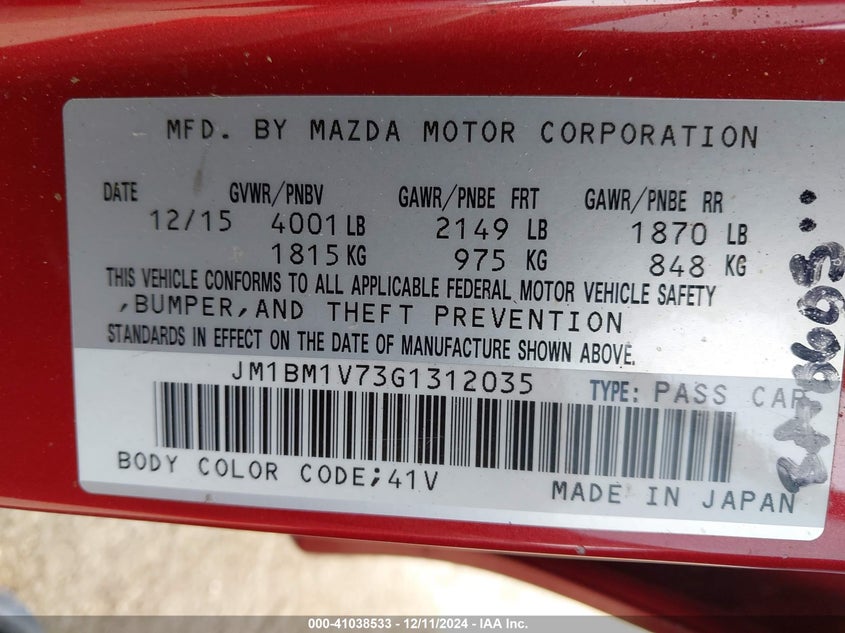 MFD. BY MAZDA MOTOR CORPORATION
DATE GVWR/PNBV GAWR/PNBE FRT GAWR/PNBE RR
12/15 4001 LB 2149 LB 1870 LB
1815 KG 975 KG 848 KG
THIS VEHICLE CONFORMS TO ALL APPLICABLE FEDERAL MOTOR VEHICLE SAFETY
,BUMPER,AND THEFT PREVENTION
STANDARDS IN EFFECT ON THE DATE OF MANUFACTURE SHOWN ABOVE.
JM1BM1V73G1312035 TYPE: PASS CAR
BODY COLOR CODE;41V
MADE IN JAPAN
000-41038533 - 12/11/2024 - IAA Inc.